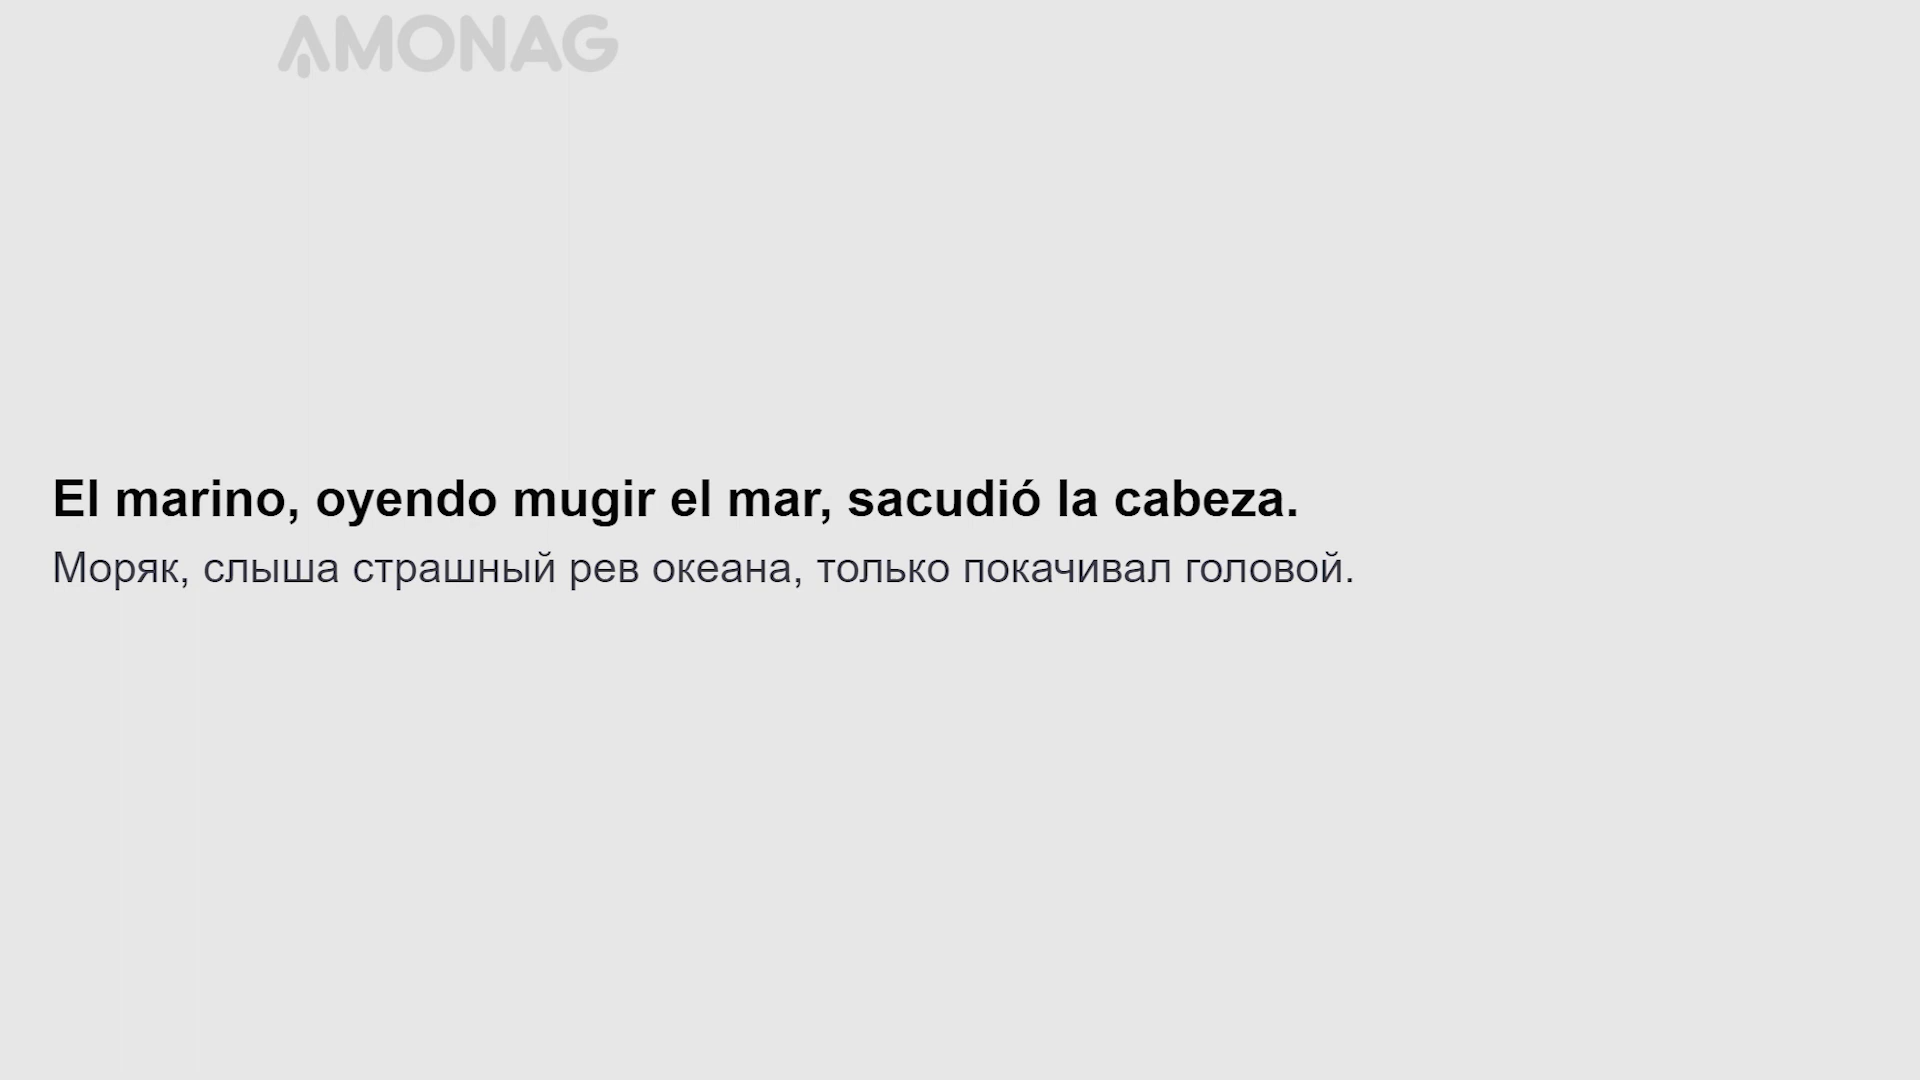 AMONAG
El marino, oyendo mugir el mar, sacudió la cabeza.
Моряк, слыша страшный рев океана, только покачивал головой.